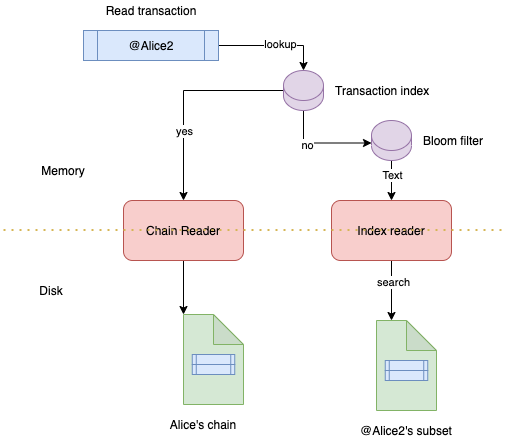 Read transaction
@Alice2
lookup
Transaction index
yes
no
Bloom filter
Memory
Text
Chain Reader
Index reader
Disk
search
Alice's chain
@Alice2's subset